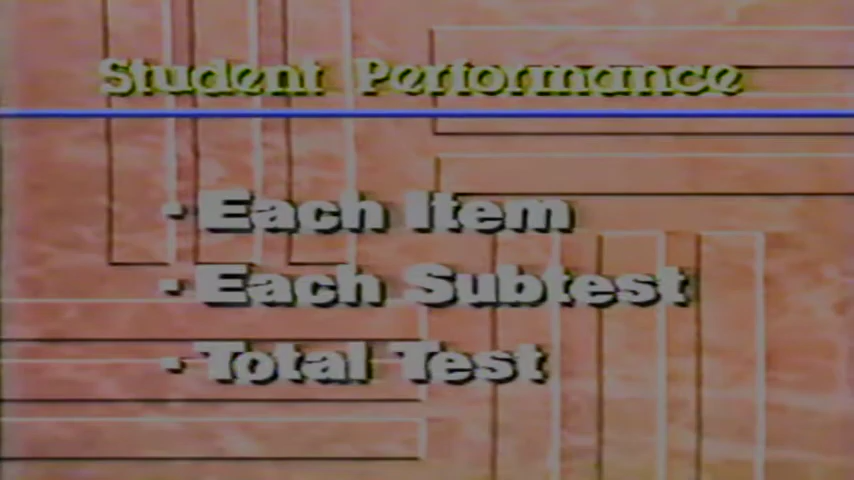 Student Performance
· Each Item
· Each Subtest
· Total Test